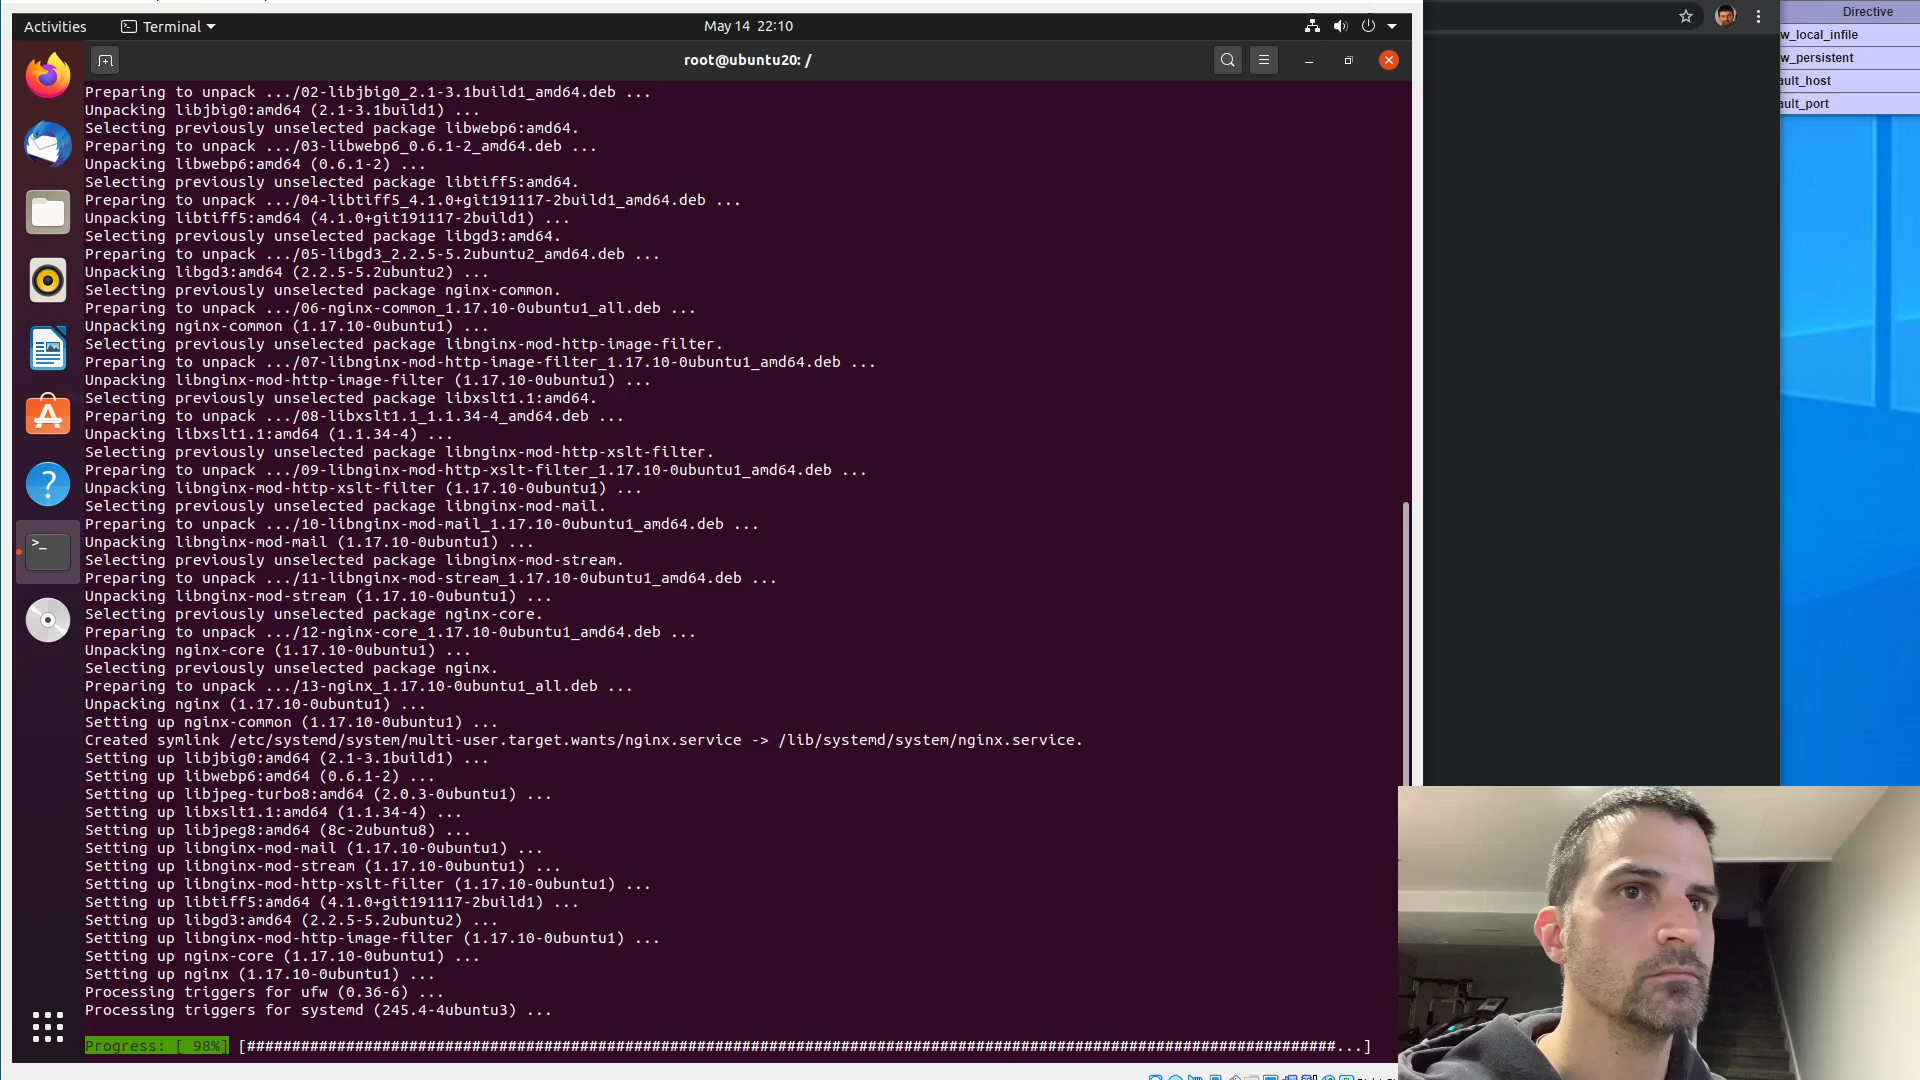 Activities
Terminal
May 14 22:10
root@ubuntu20: /
Directive
w_local_infile
w_persistent
ault_host
ault_port
Preparing to unpack .../02-libjbig0_2.1-3.1build1_amd64.deb ...
Unpacking libjbig0:amd64 (2.1-3.1build1) ...
Selecting previously unselected package libwebp6:amd64.
Preparing to unpack .../03-libwebp6_0.6.1-2_amd64.deb ...
Unpacking libwebp6:amd64 (0.6.1-2) ...
Selecting previously unselected package libtiff5:amd64.
Preparing to unpack .../04-libtiff5_4.1.0+git191117-2build1_amd64.deb ...
Unpacking libtiff5:amd64 (4.1.0+git191117-2build1) ...
Selecting previously unselected package libgd3:amd64.
Preparing to unpack .../05-libgd3_2.2.5-5.2ubuntu2_amd64.deb ...
Unpacking libgd3:amd64 (2.2.5-5.2ubuntu2) ...
Selecting previously unselected package nginx-common.
Preparing to unpack .../06-nginx-common_1.17.10-0ubuntu1_all.deb ...
Unpacking nginx-common (1.17.10-0ubuntu1) ...
Selecting previously unselected package libnginx-mod-http-image-filter.
Preparing to unpack .../07-libnginx-mod-http-image-filter_1.17.10-0ubuntu1_amd64.deb ...
Unpacking libnginx-mod-http-image-filter (1.17.10-0ubuntu1) ...
Selecting previously unselected package libxslt1.1:amd64.
Preparing to unpack .../08-libxslt1.1_1.1.34-4_amd64.deb ...
Unpacking libxslt1.1:amd64 (1.1.34-4) ...
Selecting previously unselected package libnginx-mod-http-xslt-filter.
Preparing to unpack .../09-libnginx-mod-http-xslt-filter_1.17.10-0ubuntu1_amd64.deb ...
Unpacking libnginx-mod-http-xslt-filter (1.17.10-0ubuntu1) ...
Selecting previously unselected package libnginx-mod-mail.
Preparing to unpack .../10-libnginx-mod-mail_1.17.10-0ubuntu1_amd64.deb ...
Unpacking libnginx-mod-mail (1.17.10-0ubuntu1) ...
Selecting previously unselected package libnginx-mod-stream.
Preparing to unpack .../11-libnginx-mod-stream_1.17.10-0ubuntu1_amd64.deb ...
Unpacking libnginx-mod-stream (1.17.10-0ubuntu1) ...
Selecting previously unselected package nginx-core.
Preparing to unpack .../12-nginx-core_1.17.10-0ubuntu1_amd64.deb ...
Unpacking nginx-core (1.17.10-0ubuntu1) ...
Selecting previously unselected package nginx.
Preparing to unpack .../13-nginx_1.17.10-0ubuntu1_all.deb ...
Unpacking nginx (1.17.10-0ubuntu1) ...
Setting up nginx-common (1.17.10-0ubuntu1) ...
Created symlink /etc/systemd/system/multi-user.target.wants/nginx.service -> /lib/systemd/system/nginx.service.
Setting up libjbig0:amd64 (2.1-3.1build1) ...
Setting up libwebp6:amd64 (0.6.1-2) ...
Setting up libjpeg-turbo8:amd64 (2.0.3-0ubuntu1) ...
Setting up libxslt1.1:amd64 (1.1.34-4) ...
Setting up libjpeg8:amd64 (8c-2ubuntu8) ...
Setting up libnginx-mod-mail (1.17.10-0ubuntu1) ...
Setting up libnginx-mod-stream (1.17.10-0ubuntu1) ...
Setting up libnginx-mod-http-xslt-filter (1.17.10-0ubuntu1) ...
Setting up libtiff5:amd64 (4.1.0+git191117-2build1) ...
Setting up libgd3:amd64 (2.2.5-5.2ubuntu2) ...
Setting up libnginx-mod-http-image-filter (1.17.10-0ubuntu1) ...
Setting up nginx-core (1.17.10-0ubuntu1) ...
Setting up nginx (1.17.10-0ubuntu1) ...
Processing triggers for ufw (0.36-6) ...
Processing triggers for systemd (245.4-4ubuntu3) ...
Progress: [ 98%] [#########################################################################################################################...]